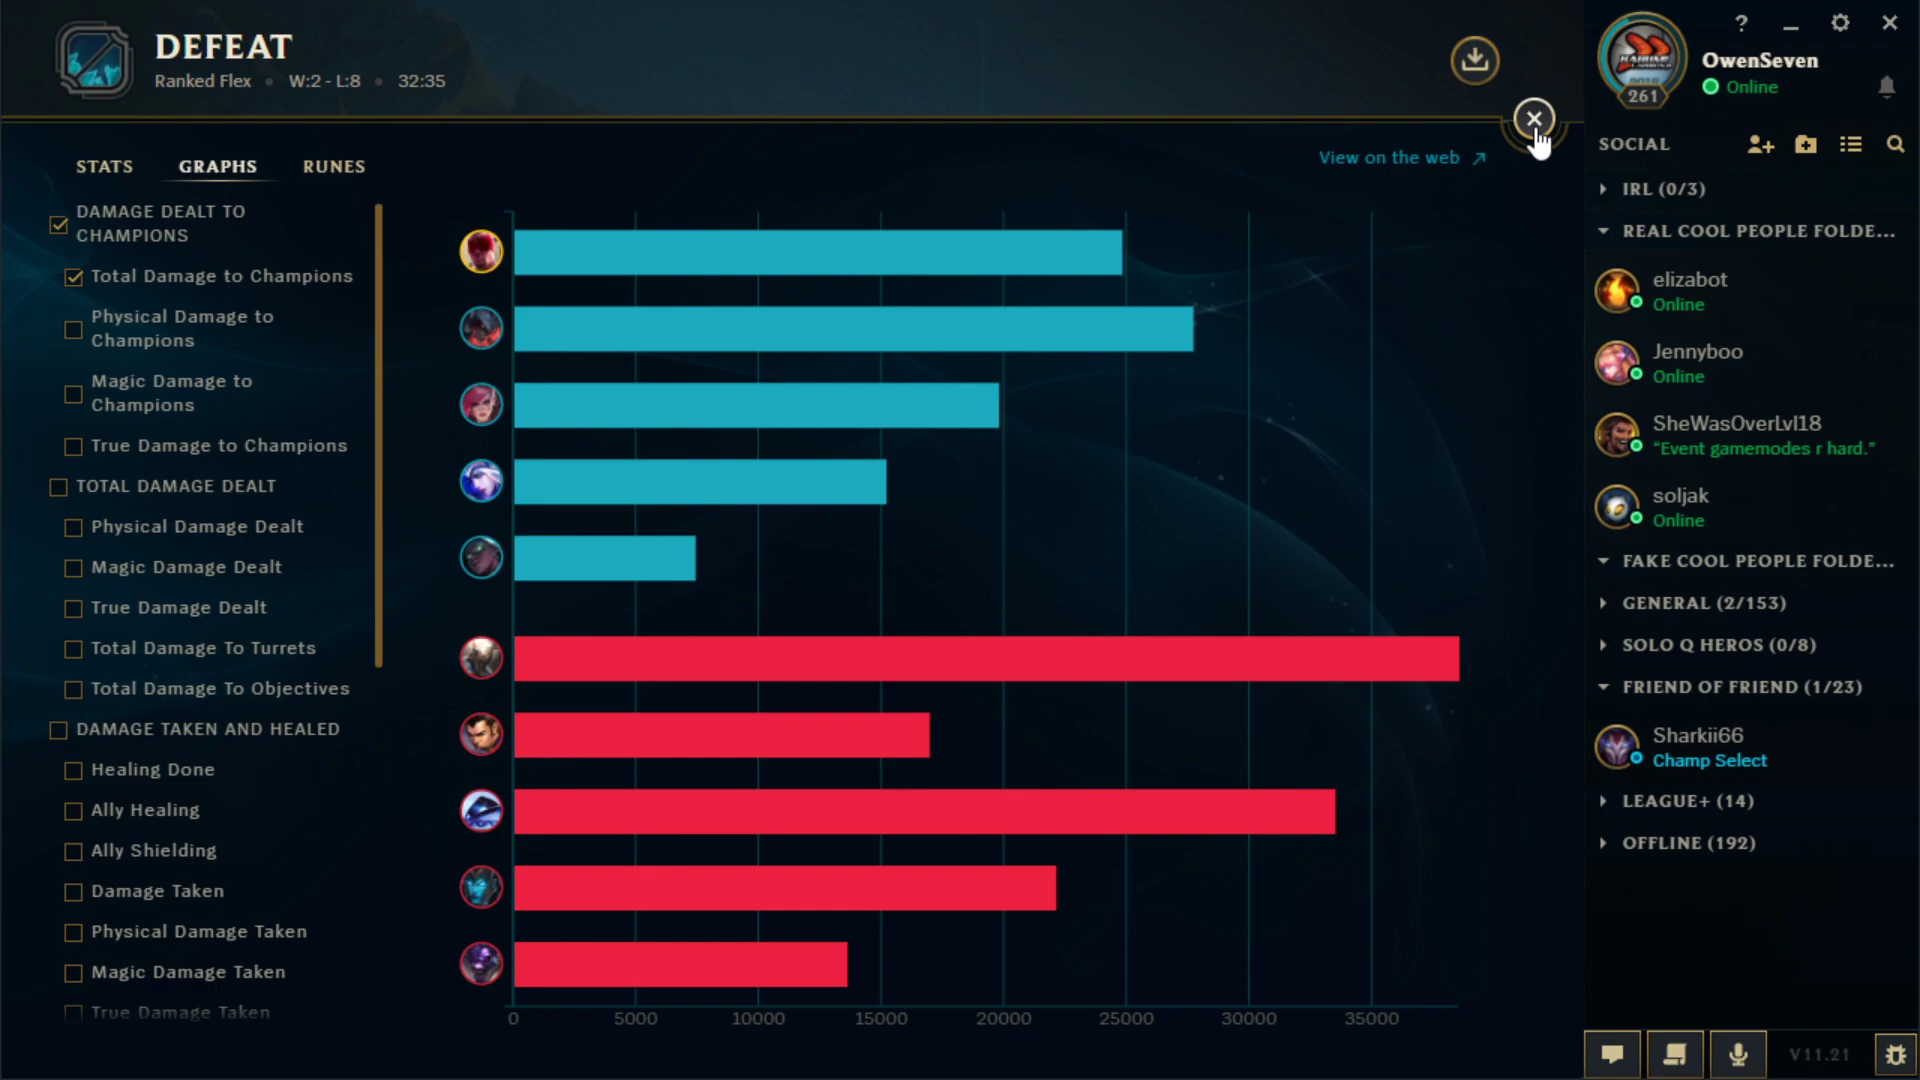 DEFEAT
Ranked Flex • W:2 - L:8 • 32:35
STATS GRAPHS RUNES
View on the web
DAMAGE DEALT TO
CHAMPIONS
Total Damage to Champions
Physical Damage to
Champions
Magic Damage to
Champions
True Damage to Champions
TOTAL DAMAGE DEALT
Physical Damage Dealt
Magic Damage Dealt
True Damage Dealt
Total Damage To Turrets
Total Damage To Objectives
DAMAGE TAKEN AND HEALED
Healing Done
Ally Healing
Ally Shielding
Damage Taken
Physical Damage Taken
Magic Damage Taken
True Damage Taken
0 5000 10000 15000 20000 25000 30000 35000
?
OwenSeven
Online
261
SOCIAL
IRL (0/3)
REAL COOL PEOPLE FOLDE...
elizabot
Online
Jennyboo
Online
SheWasOverLvl18
“Event gamemodes r hard.”
soljak
Online
FAKE COOL PEOPLE FOLDE...
GENERAL (2/153)
SOLO Q HEROS (0/8)
FRIEND OF FRIEND (1/23)
Sharkii66
Champ Select
LEAGUE+ (14)
OFFLINE (192)
V11.21